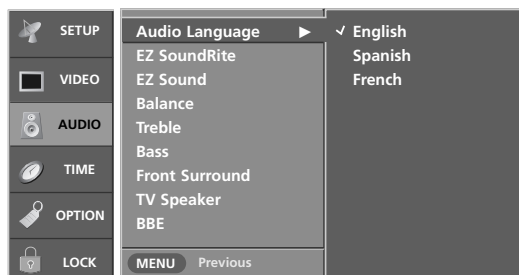 SETUP
VIDEO
AUDIO
TIME
OPTION
LOCK
Audio Language ▶
EZ SoundRite
EZ Sound
Balance
Treble
Bass
Front Surround
TV Speaker
BBE
MENU Previous
✓ English
Spanish
French